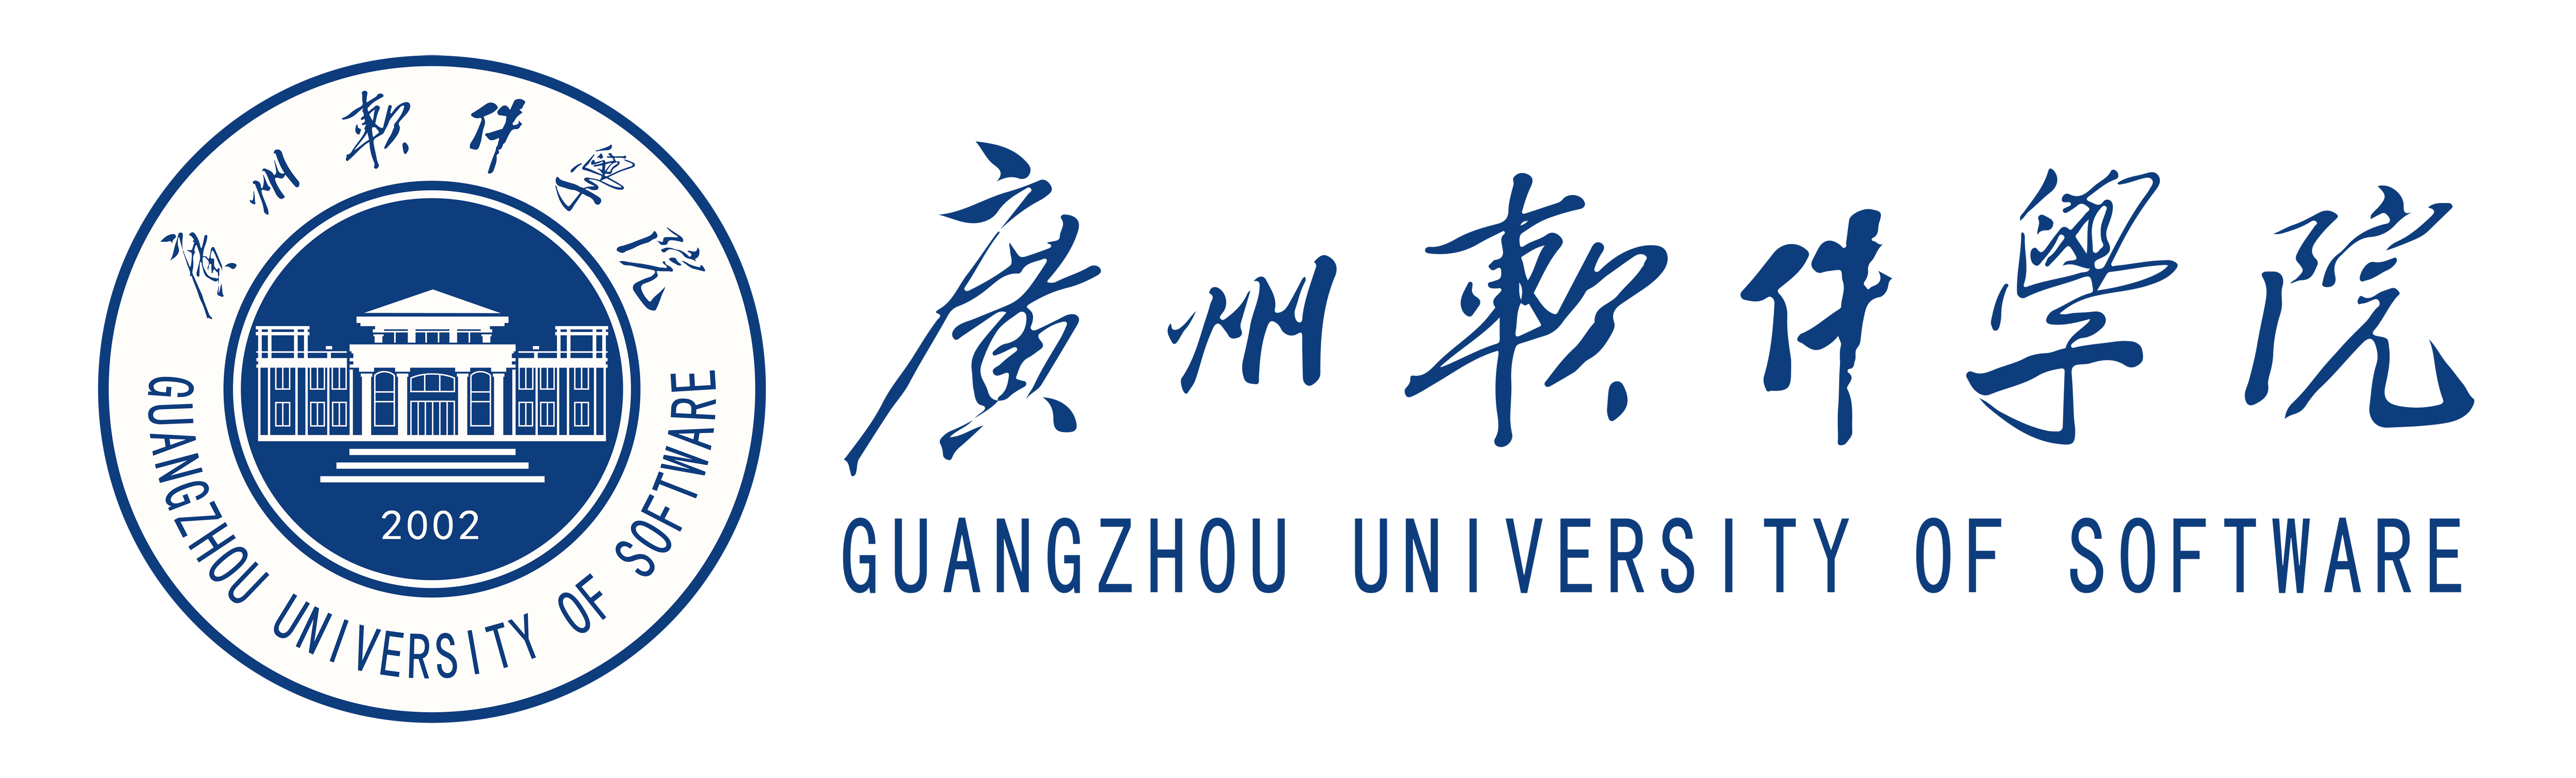 廣州軟件學院
GUANGZHOU UNIVERSITY OF SOFTWARE
2002
廣州軟件學院
GUANGZHOU UNIVERSITY OF SOFTWARE